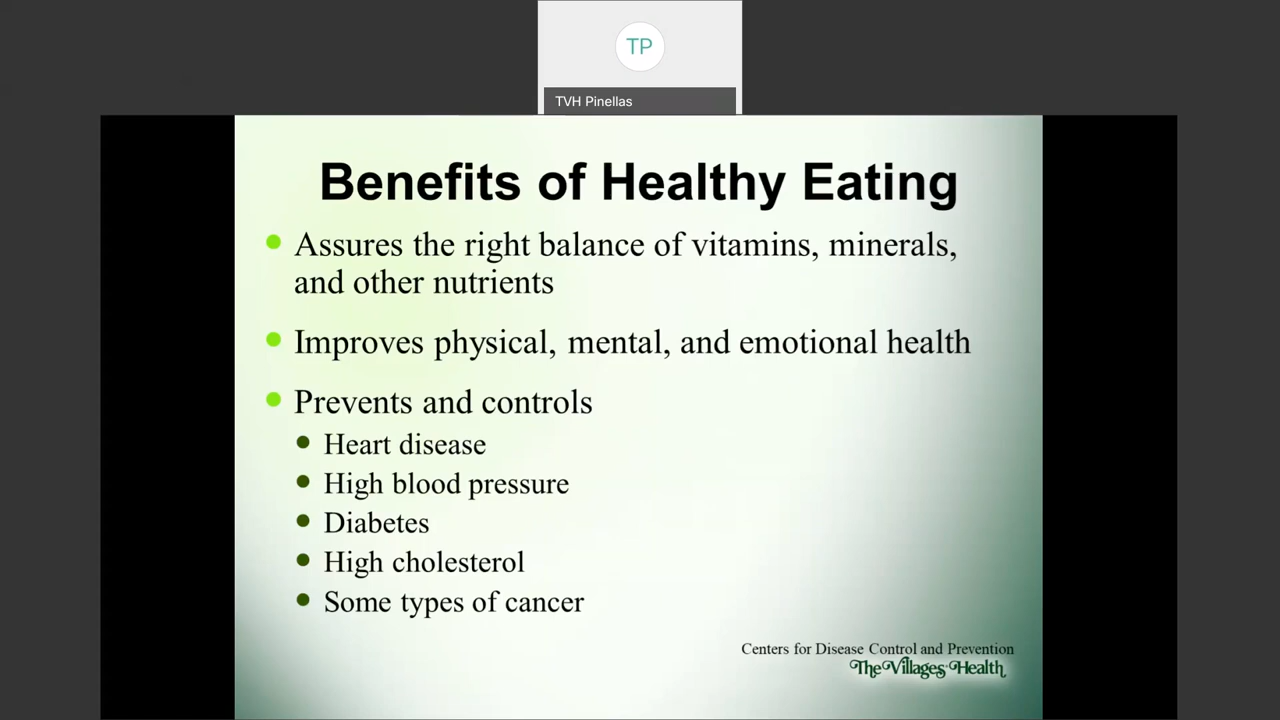 TP
TVH Pinellas
Benefits of Healthy Eating
Assures the right balance of vitamins, minerals,
and other nutrients
Improves physical, mental, and emotional health
Prevents and controls
Heart disease
High blood pressure
Diabetes
High cholesterol
Some types of cancer
Centers for Disease Control and Prevention
The Villages Health